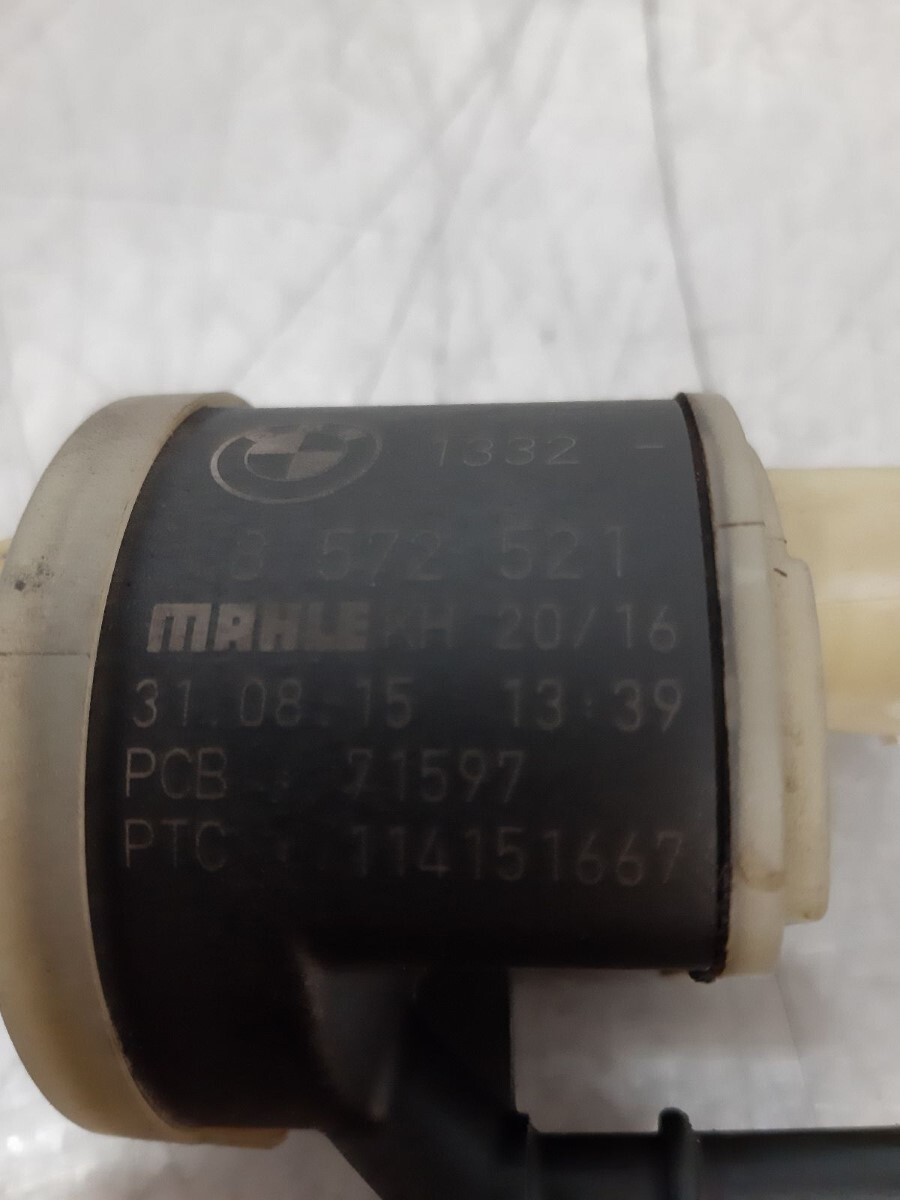 1332 -
8 572 521
MAHLE KH 20/16
31.08.15 13:39
PCB : 71597
PTC : 114151667